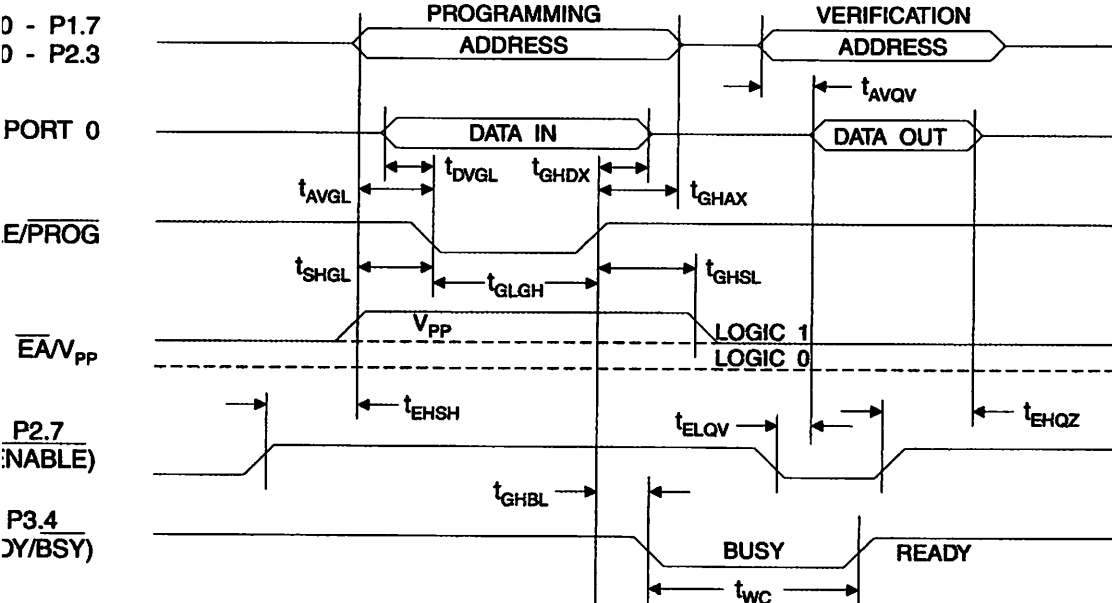 PROGRAMMING
VERIFICATION
0 - P1.7
0 - P2.3
ADDRESS
ADDRESS
tAVQV
PORT 0
DATA IN
DATA OUT
tDVGL
tGHDX
tAVGL
tGHAX
E/PROG
tSHGL
tGLGH
tGHSL
VPP
EA/VPP
LOGIC 1
LOGIC 0
tEHSH
tELQV
tEHQZ
P2.7
ENABLE)
tGHBL
P3.4
DY/BSY)
BUSY
READY
tWC